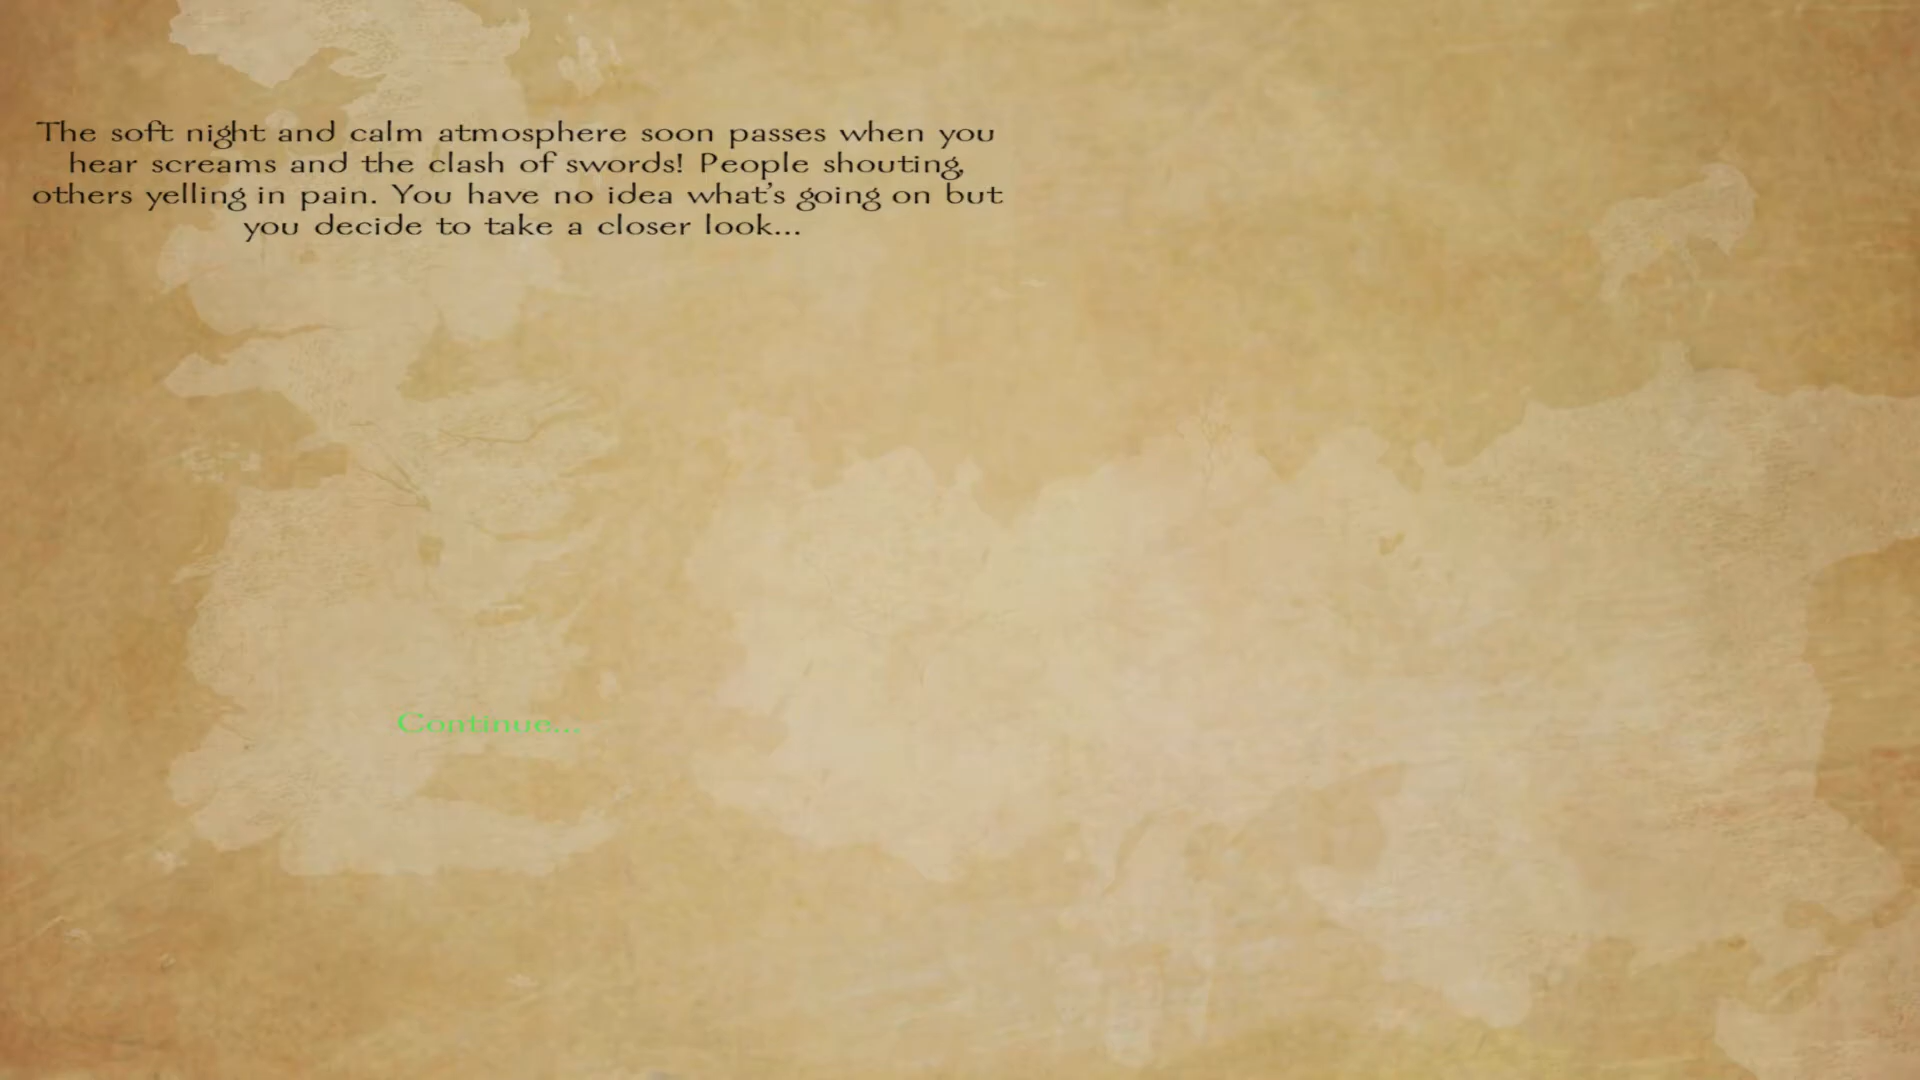 The soft night and calm atmosphere soon passes when you
hear screams and the clash of swords! People shouting,
others yelling in pain. You have no idea what's going on but
you decide to take a closer look...
Continue...